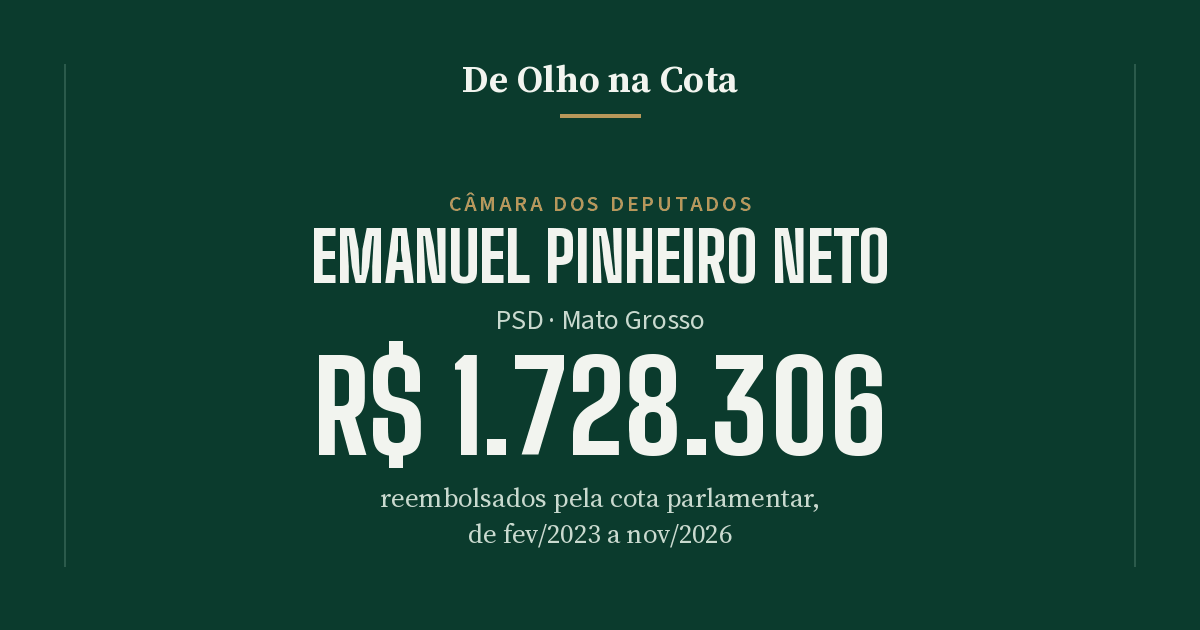 De Olho na Cota
CÂMARA DOS DEPUTADOS
EMANUEL PINHEIRO NETO
PSD · Mato Grosso
R$ 1.728.306
reembolsados pela cota parlamentar,
de fev/2023 a nov/2026